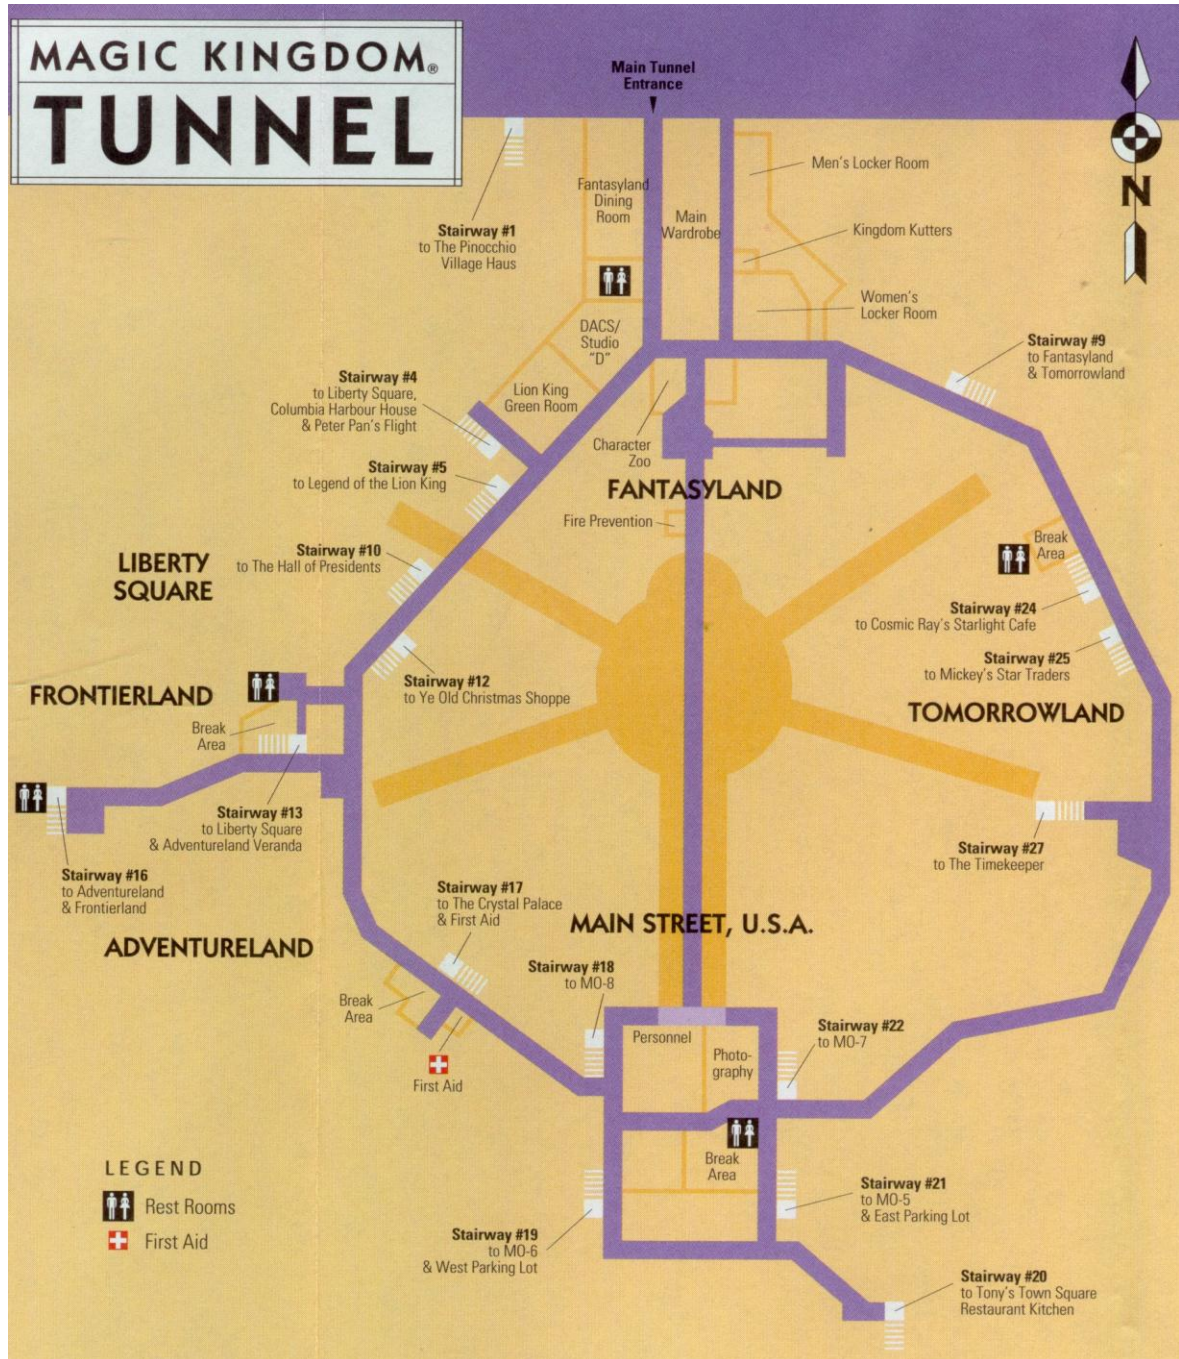 MAGIC KINGDOM®
TUNNEL
Main Tunnel
Entrance
N
Stairway #1
to The Pinocchio
Village Haus
Fantasyland
Dining
Room
Main
Wardrobe
Men's Locker Room
Kingdom Kutters
Women's
Locker Room
DACS/
Studio
"D"
Lion King
Green Room
Stairway #9
to Fantasyland
& Tomorrowland
Stairway #4
to Liberty Square,
Columbia Harbour House
& Peter Pan's Flight
Character
Zoo
Stairway #5
to Legend of the Lion King
FANTASYLAND
Fire Prevention
Break
Area
Stairway #10
to The Hall of Presidents
LIBERTY
SQUARE
Stairway #24
to Cosmic Ray's Starlight Cafe
Stairway #25
to Mickey's Star Traders
Stairway #12
to Ye Old Christmas Shoppe
FRONTIERLAND
TOMORROWLAND
Break
Area
Stairway #13
to Liberty Square
& Adventureland Veranda
Stairway #27
to The Timekeeper
Stairway #16
to Adventureland
& Frontierland
Stairway #17
to The Crystal Palace
& First Aid
MAIN STREET, U.S.A.
ADVENTURELAND
Stairway #18
to MO-8
Break
Area
Personnel
Photo-
graphy
Stairway #22
to MO-7
First Aid
Break
Area
LEGEND
Rest Rooms
First Aid
Stairway #21
to MO-5
& East Parking Lot
Stairway #19
to MO-6
& West Parking Lot
Stairway #20
to Tony's Town Square
Restaurant Kitchen